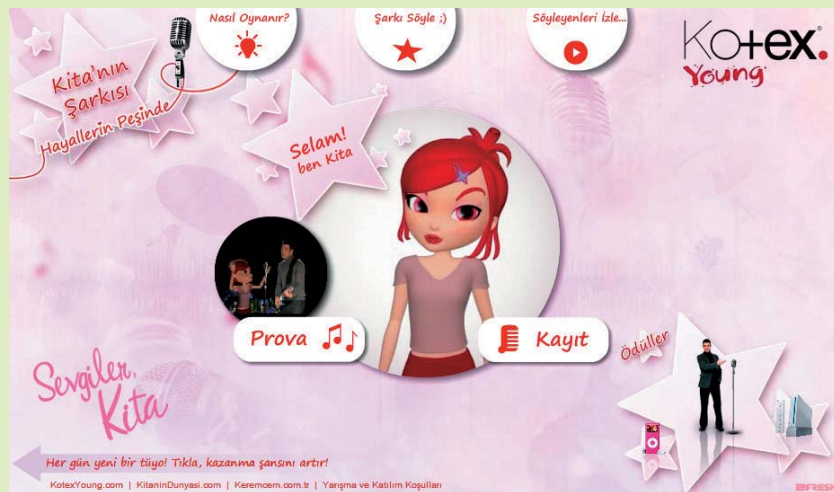 Nasıl Oynanır?
Şarkı Söyle ;)
Söyleyenleri İzle...
Kotex.
Young
Kita'nın
Şarkısı
Hayallerin Peşinde
Selam!
ben Kita
Prova
Kayıt
Ödüller
Sevgiler,
Kita
Her gün yeni bir tüyo! Tıkla, kazanma şansını artır!
KotexYoung.com | KitaninDunyasi.com | Keremcem.com.tr | Yarışma ve Katılım Koşulları